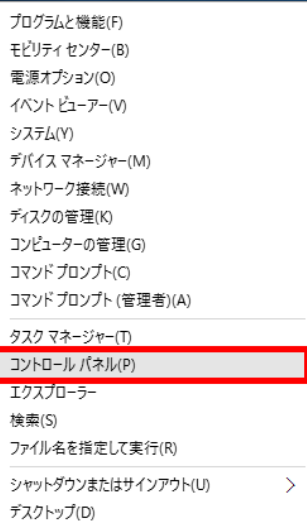 プログラムと機能(F)
モビリティ センター(B)
電源オプション(O)
イベント ビューアー(V)
システム(Y)
デバイス マネージャー(M)
ネットワーク接続(W)
ディスクの管理(K)
コンピューターの管理(G)
コマンド プロンプト(C)
コマンド プロンプト (管理者)(A)
タスク マネージャー(T)
コントロール パネル(P)
エクスプローラー
検索(S)
ファイル名を指定して実行(R)
シャットダウンまたはサインアウト(U)
デスクトップ(D)